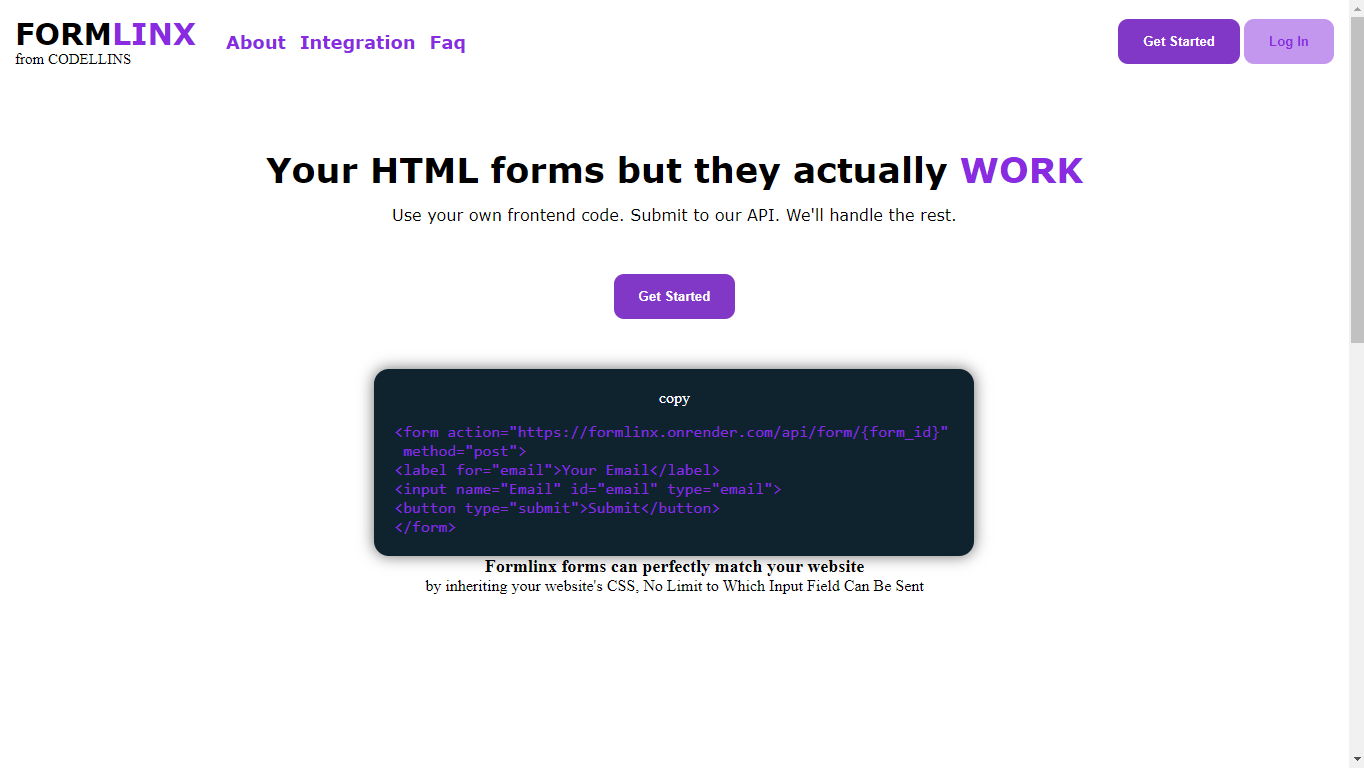 FORMLINX
from CODELLINS
About Integration Faq
Get Started Log In
Your HTML forms but they actually WORK
Use your own frontend code. Submit to our API. We'll handle the rest.
Get Started
copy
<form action="https://formlinx.onrender.com/api/form/{form_id}"
method="post">
<label for="email">Your Email</label>
<input name="Email" id="email" type="email">
<button type="submit">Submit</button>
</form>
Formlinx forms can perfectly match your website
by inheriting your website's CSS, No Limit to Which Input Field Can Be Sent